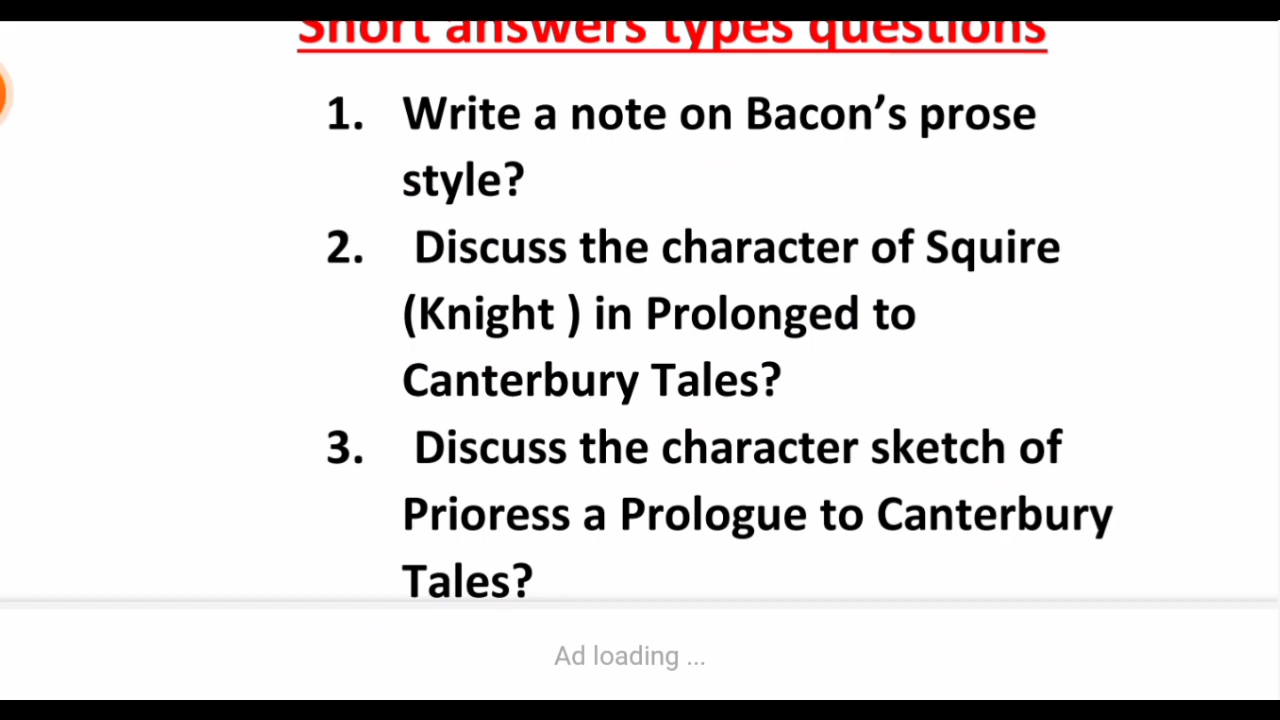 Short answers types questions
1. Write a note on Bacon’s prose
style?
2. Discuss the character of Squire
(Knight ) in Prolonged to
Canterbury Tales?
3. Discuss the character sketch of
Prioress a Prologue to Canterbury
Tales?
Ad loading ...